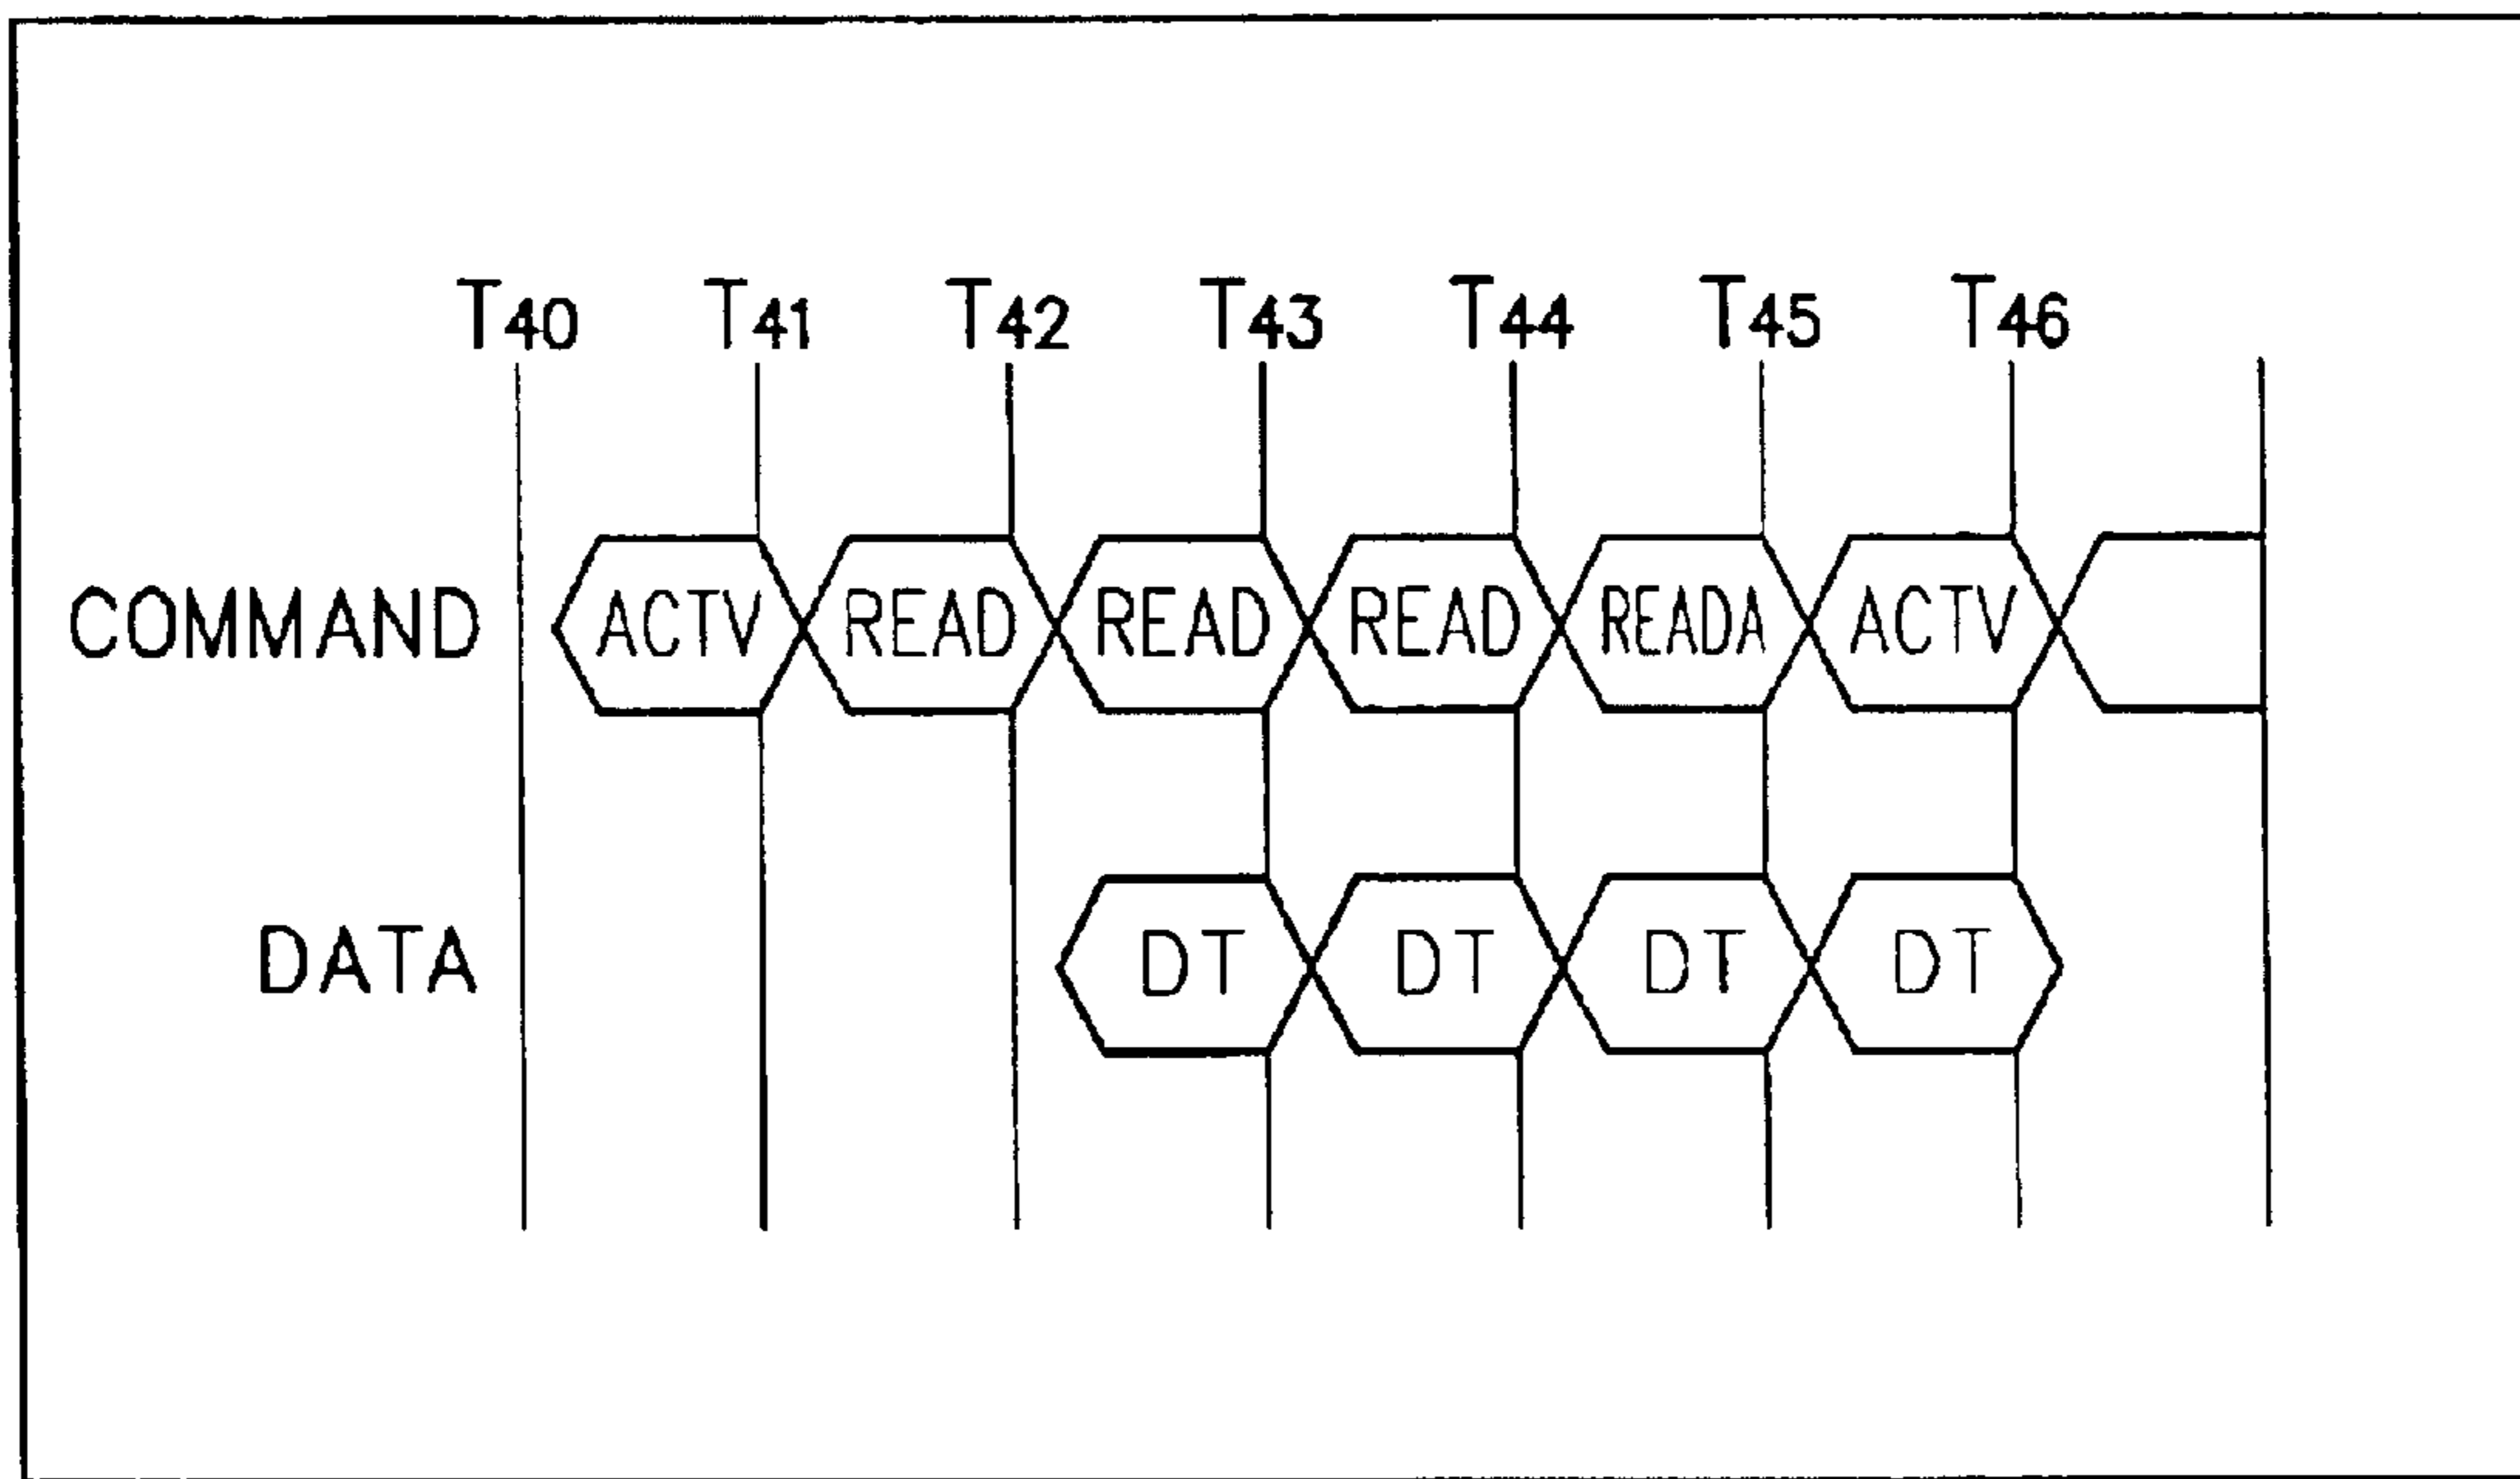 T40 T41 T42 T43 T44 T45 T46
COMMAND ACTV READ READ READ READA ACTV
DATA DT DT DT DT